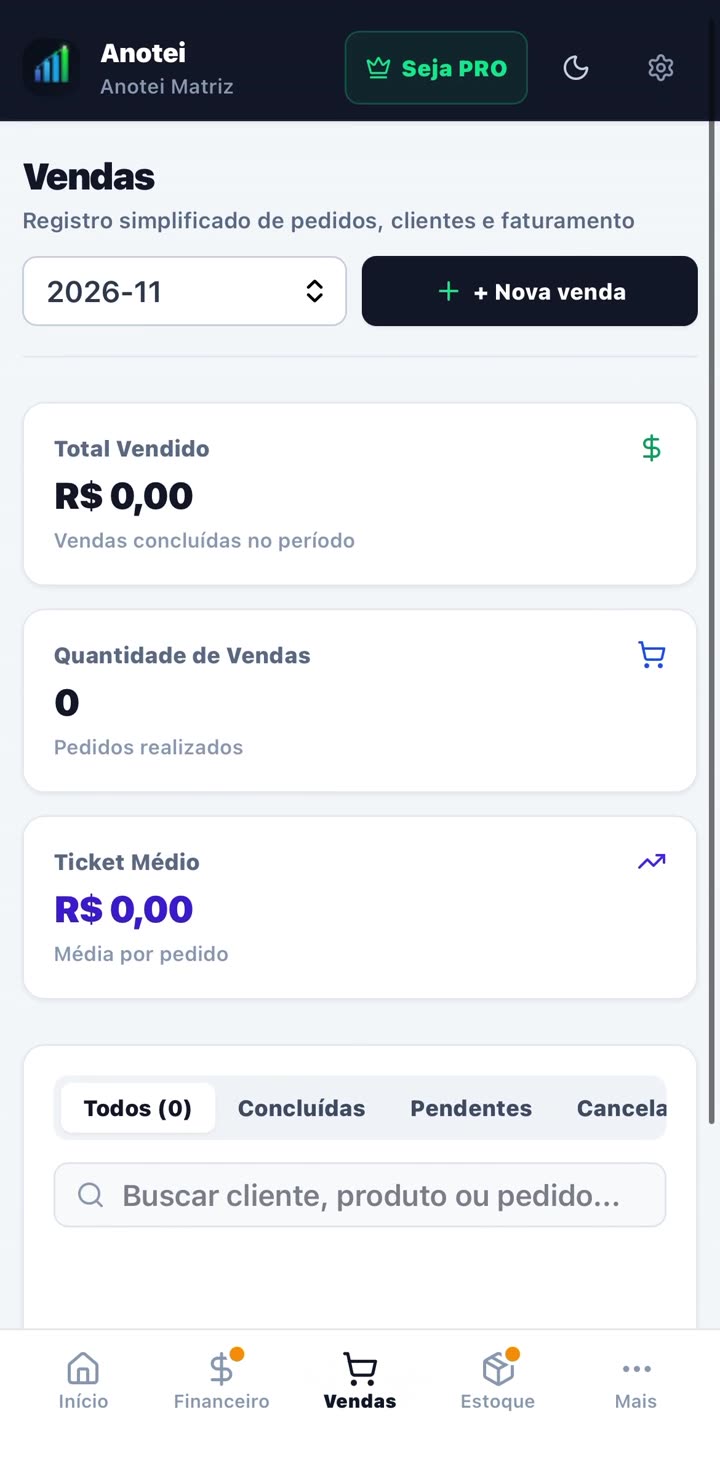 Anotei
Anotei Matriz
Seja PRO
Vendas
Registro simplificado de pedidos, clientes e faturamento
2026-11
+ Nova venda
Total Vendido
R$ 0,00
Vendas concluídas no período
Quantidade de Vendas
0
Pedidos realizados
Ticket Médio
R$ 0,00
Média por pedido
Todos (0) Concluídas Pendentes Cancela
Buscar cliente, produto ou pedido...
Início Financeiro Vendas Estoque Mais